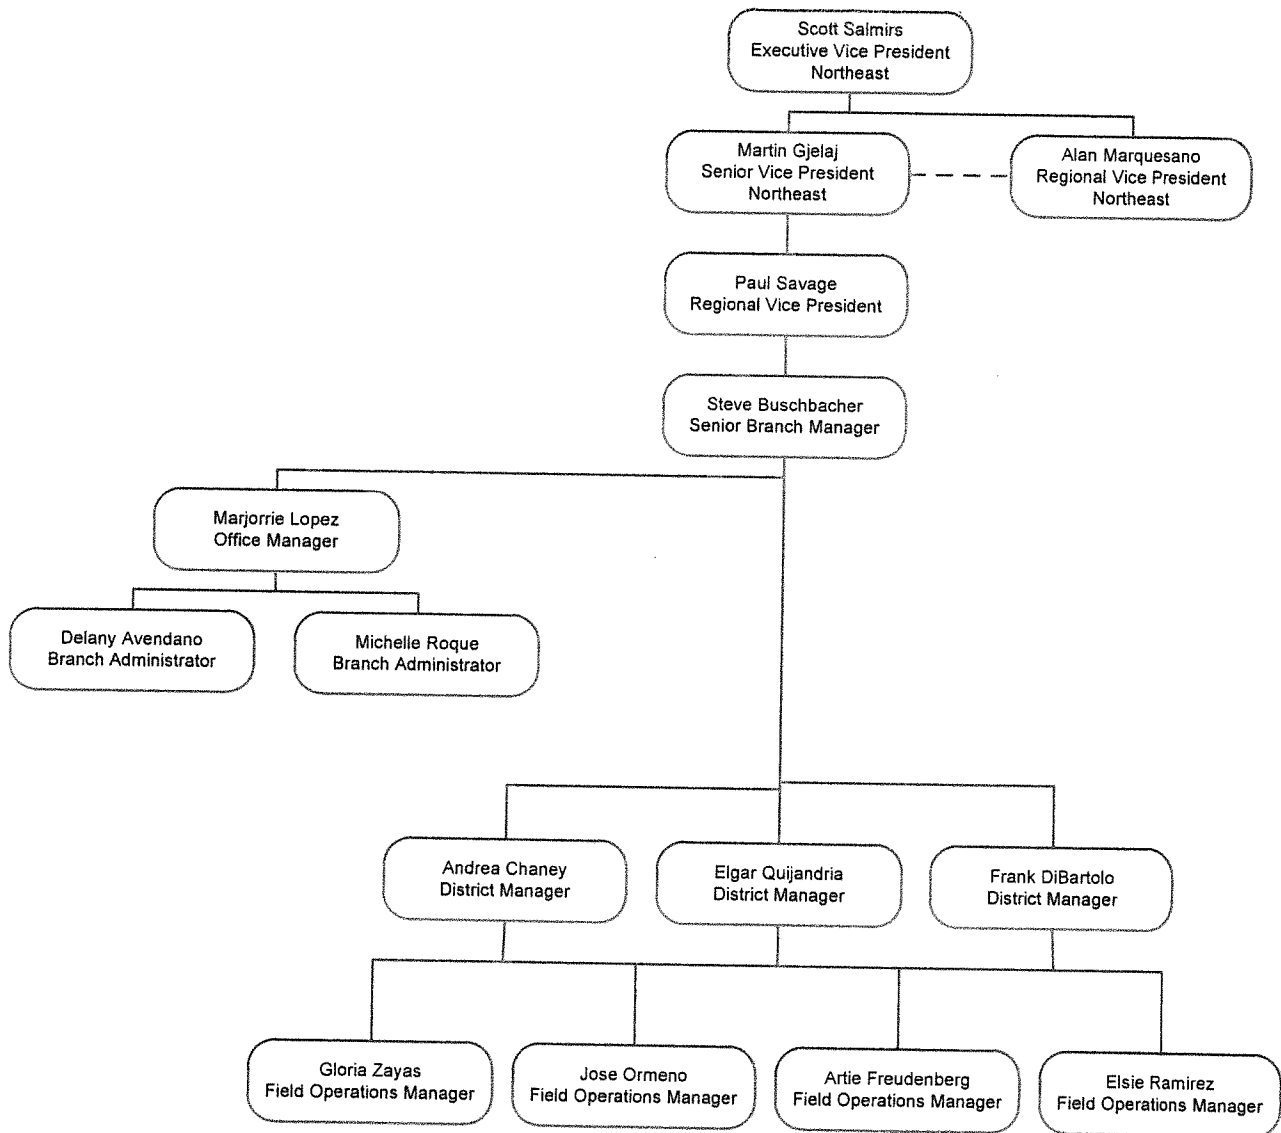 Scott Salmirs
Executive Vice President
Northeast
Martin Gjelaj
Senior Vice President
Northeast
Alan Marquesano
Regional Vice President
Northeast
Paul Savage
Regional Vice President
Steve Buschbacher
Senior Branch Manager
Marjorrie Lopez
Office Manager
Delany Avendano
Branch Administrator
Michelle Roque
Branch Administrator
Andrea Chaney
District Manager
Elgar Quijandria
District Manager
Frank DiBartolo
District Manager
Gloria Zayas
Field Operations Manager
Jose Ormeno
Field Operations Manager
Artie Freudenberg
Field Operations Manager
Elsie Ramirez
Field Operations Manager